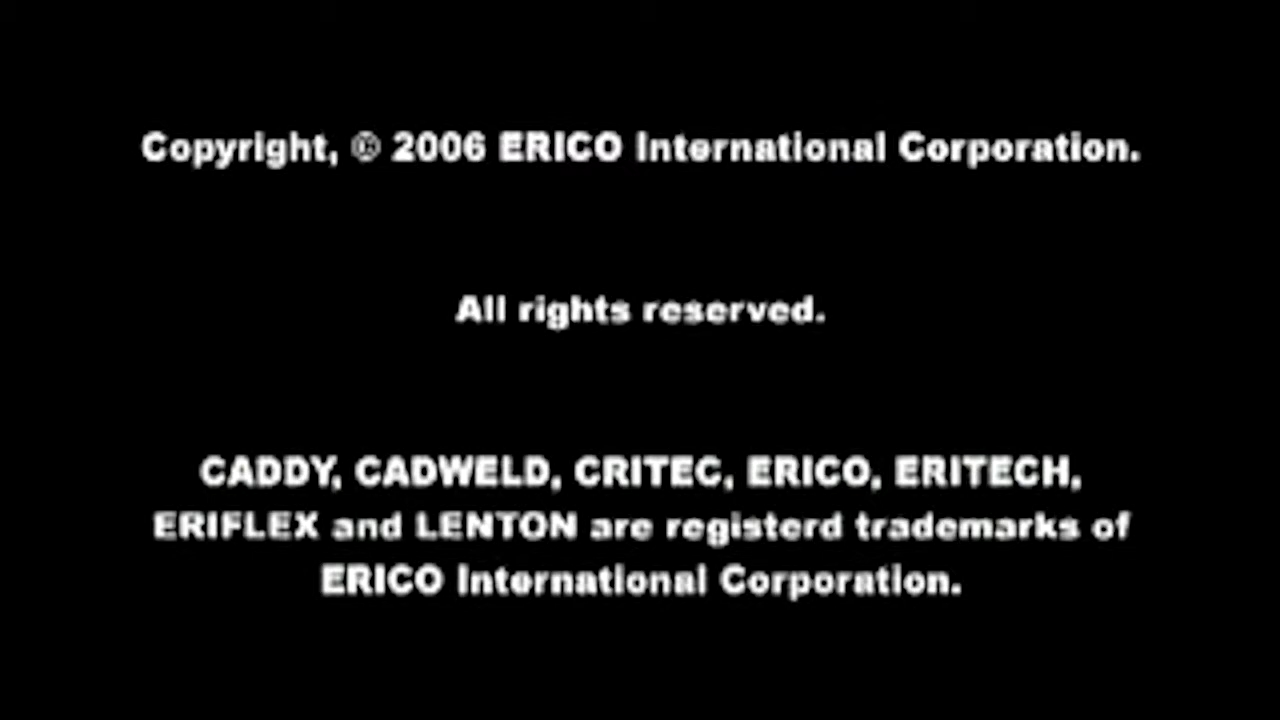 Copyright, © 2006 ERICO International Corporation.
All rights reserved.
CADDY, CADWELD, CRITEC, ERICO, ERITECH,
ERIFLEX and LENTON are registerd trademarks of
ERICO International Corporation.